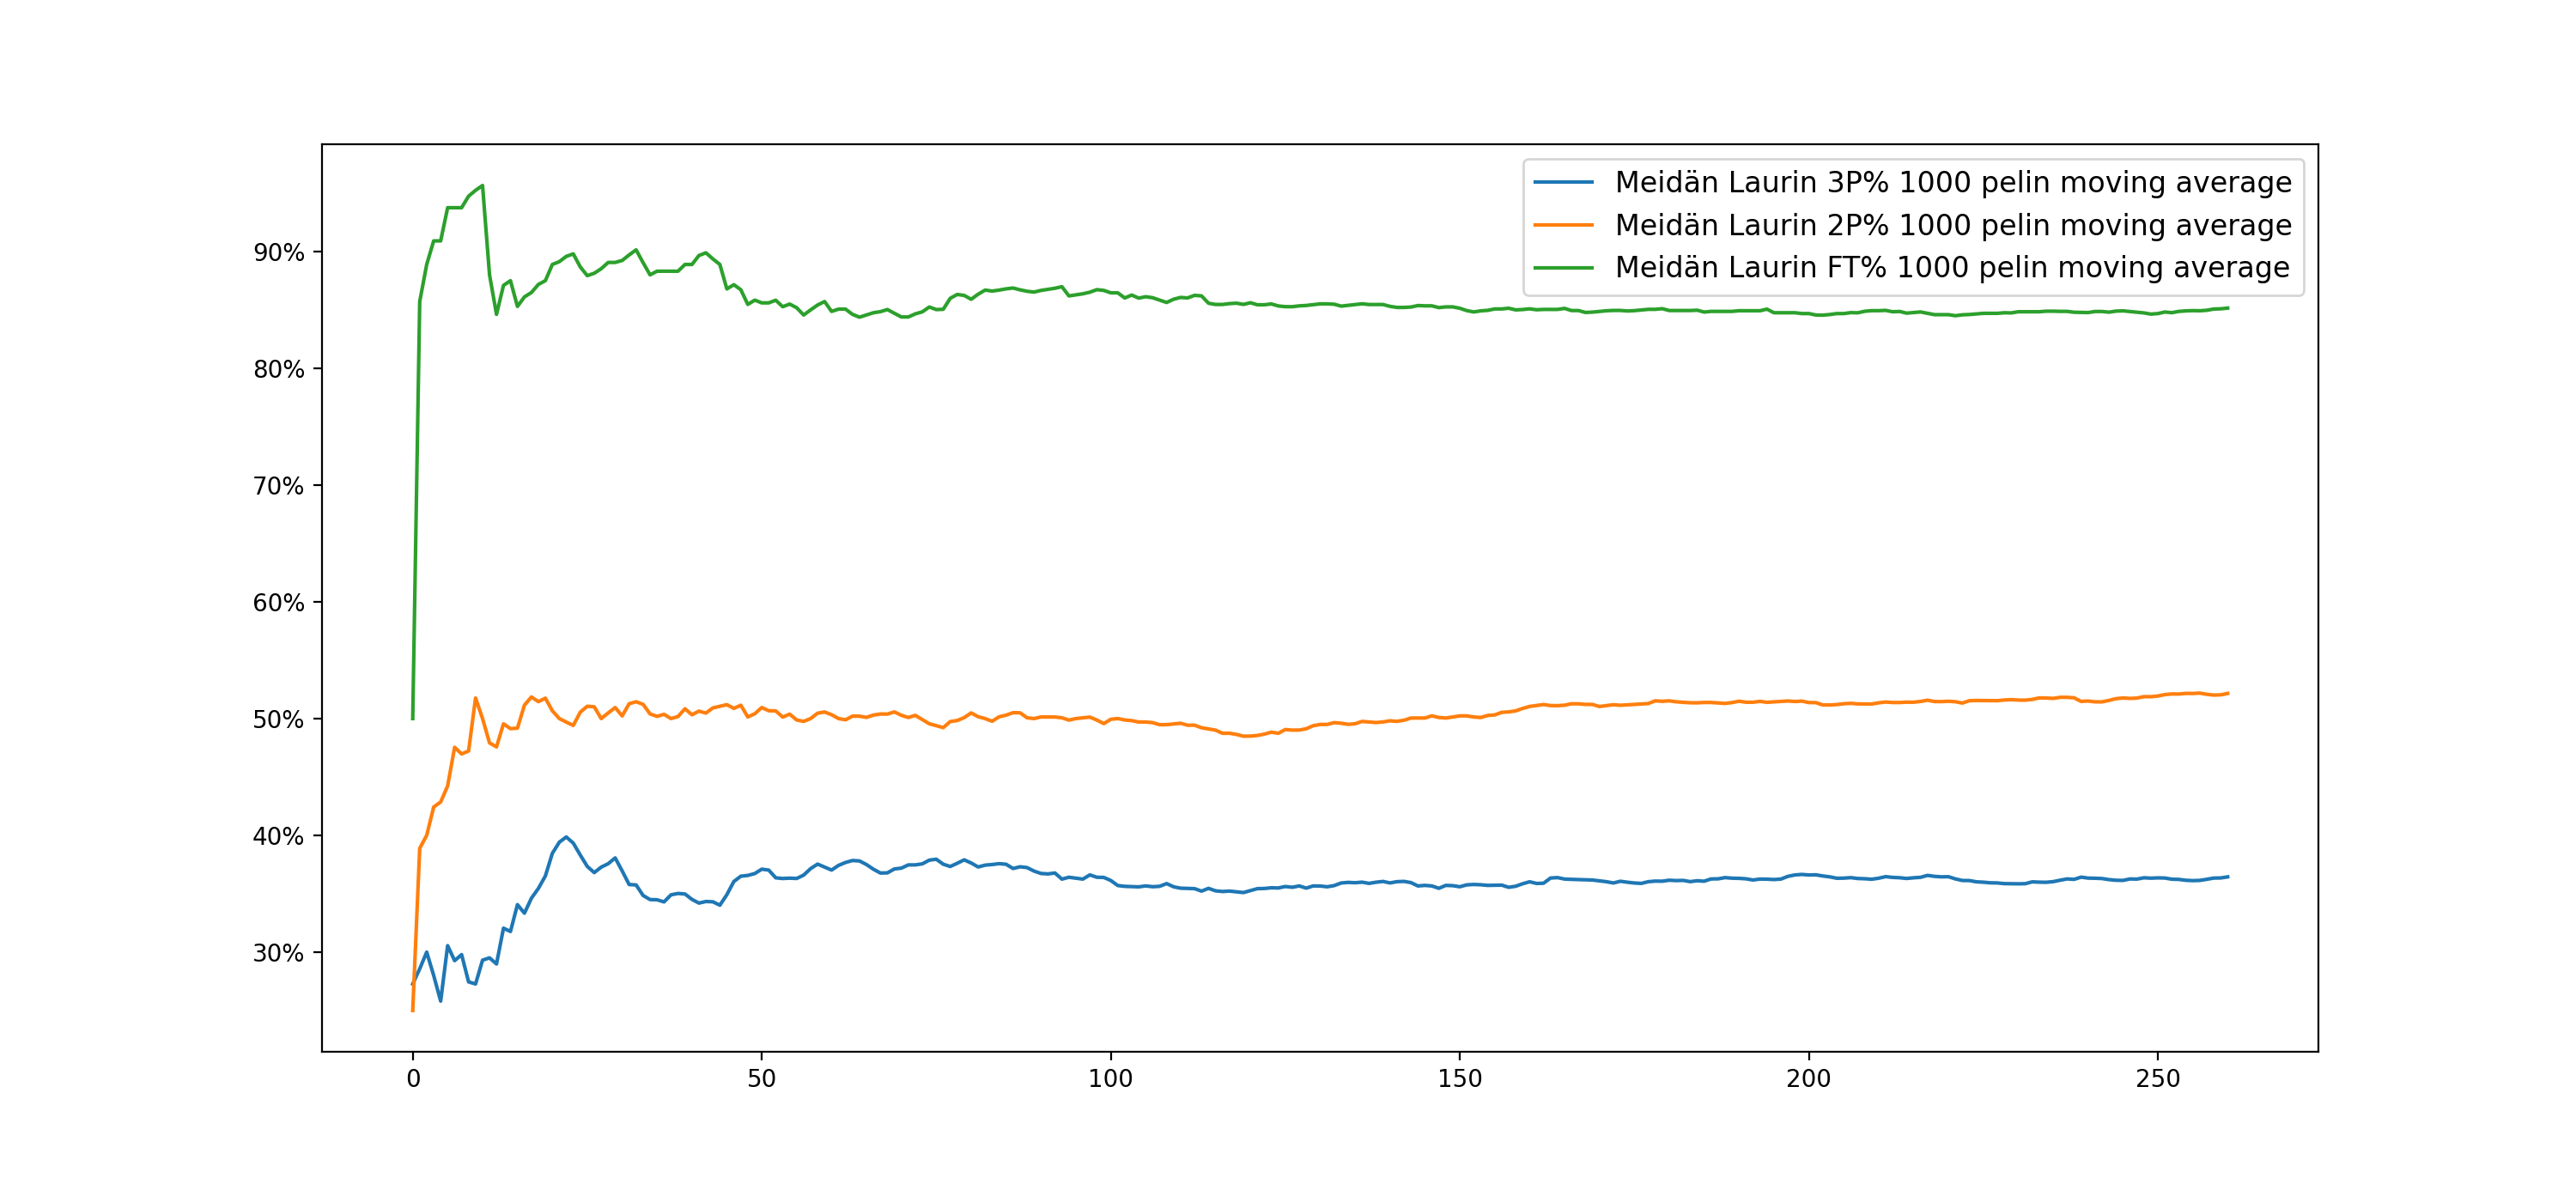 Meidän Laurin 3P% 1000 pelin moving average
Meidän Laurin 2P% 1000 pelin moving average
Meidän Laurin FT% 1000 pelin moving average
90%
80%
70%
60%
50%
40%
30%
0 50 100 150 200 250